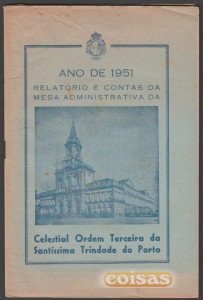 ANO DE 1951
RELATÓRIO E CONTAS DA
MESA ADMINISTRATIVA DA
Celestial Ordem Terceira da
Santíssima Trindade do Porto
coisas